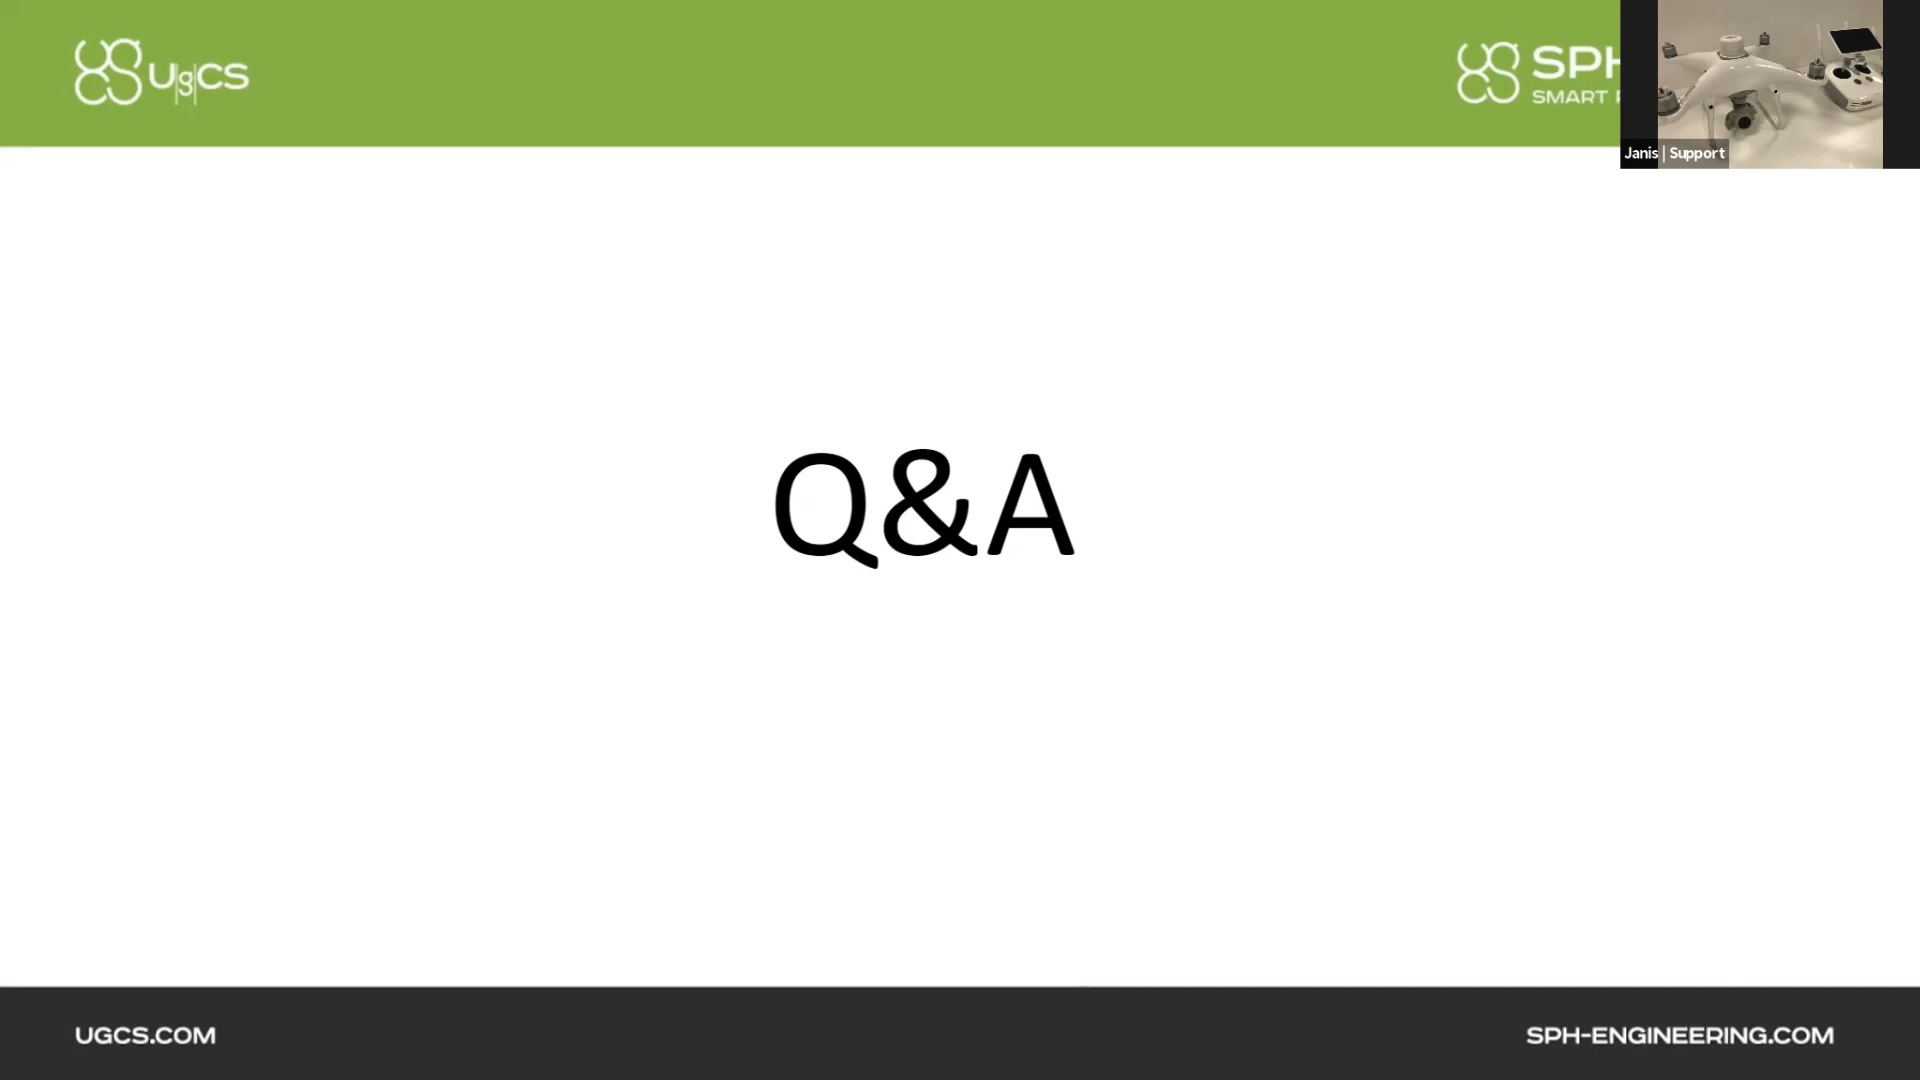 UgCS
SPH
SMART
Janis | Support
Q&A
UGCS.COM
SPH-ENGINEERING.COM